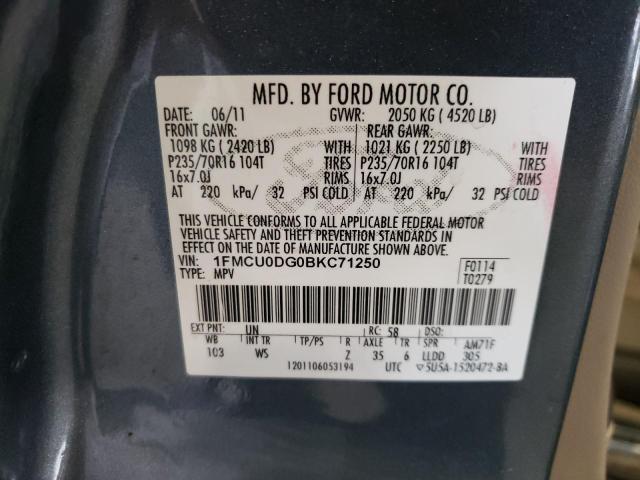 MFD. BY FORD MOTOR CO.
DATE: 06/11 GVWR: 2050 KG (4520 LB)
FRONT GAWR: REAR GAWR:
1098 KG (2420 LB) WITH 1021 KG (2250 LB) WITH
P235/70R16 104T TIRES P235/70R16 104T TIRES
16x7.0J RIMS 16x7.0J RIMS
AT 220 kPa/ 32 PSI COLD AT 220 kPa/ 32 PSI COLD
THIS VEHICLE CONFORMS TO ALL APPLICABLE FEDERAL MOTOR
VEHICLE SAFETY AND THEFT PREVENTION STANDARDS IN
EFFECT ON THE DATE OF MANUFACTURE SHOWN ABOVE.
VIN: 1FMCU0DG0BKC71250 F0114
TYPE: MPV T0279
EXT PNT: UN RC: 58 DSO:
WB INT TR TP/PS R AXLE TR SPR AM71F
103 WS Z 35 6 LLDD 305
1201106053194 UTC ▽5U5A-1520472-BA